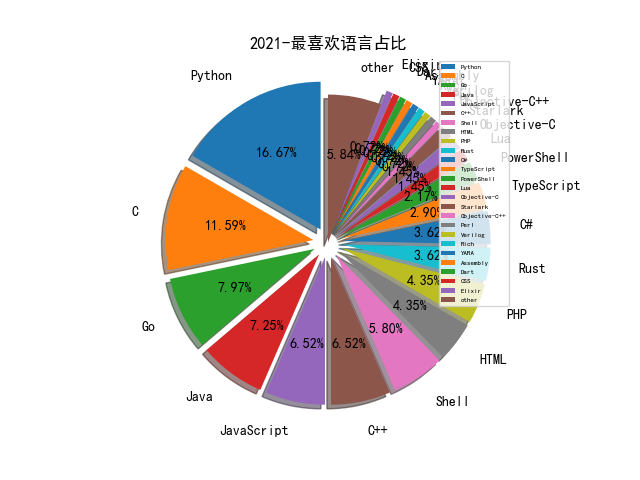 2021-最喜欢语言占比
Python
C
Go
Java
JavaScript
C++
Shell
HTML
PHP
Rust
C#
TypeScript
PowerShell
Lua
Objective-C
Starlark
Objective-C++
other
16.67%
11.59%
7.97%
7.25%
6.52%
6.52%
5.80%
4.35%
4.35%
3.62%
3.62%
2.90%
2.17%
1.45%
1.45%
5.84%
Python
C
Go
Java
JavaScript
C++
Shell
HTML
PHP
Rust
C#
TypeScript
PowerShell
Lua
Objective-C
Starlark
Objective-C++
Perl
Verilog
Rich
YARA
Assembly
Dart
CSS
Elixir
other